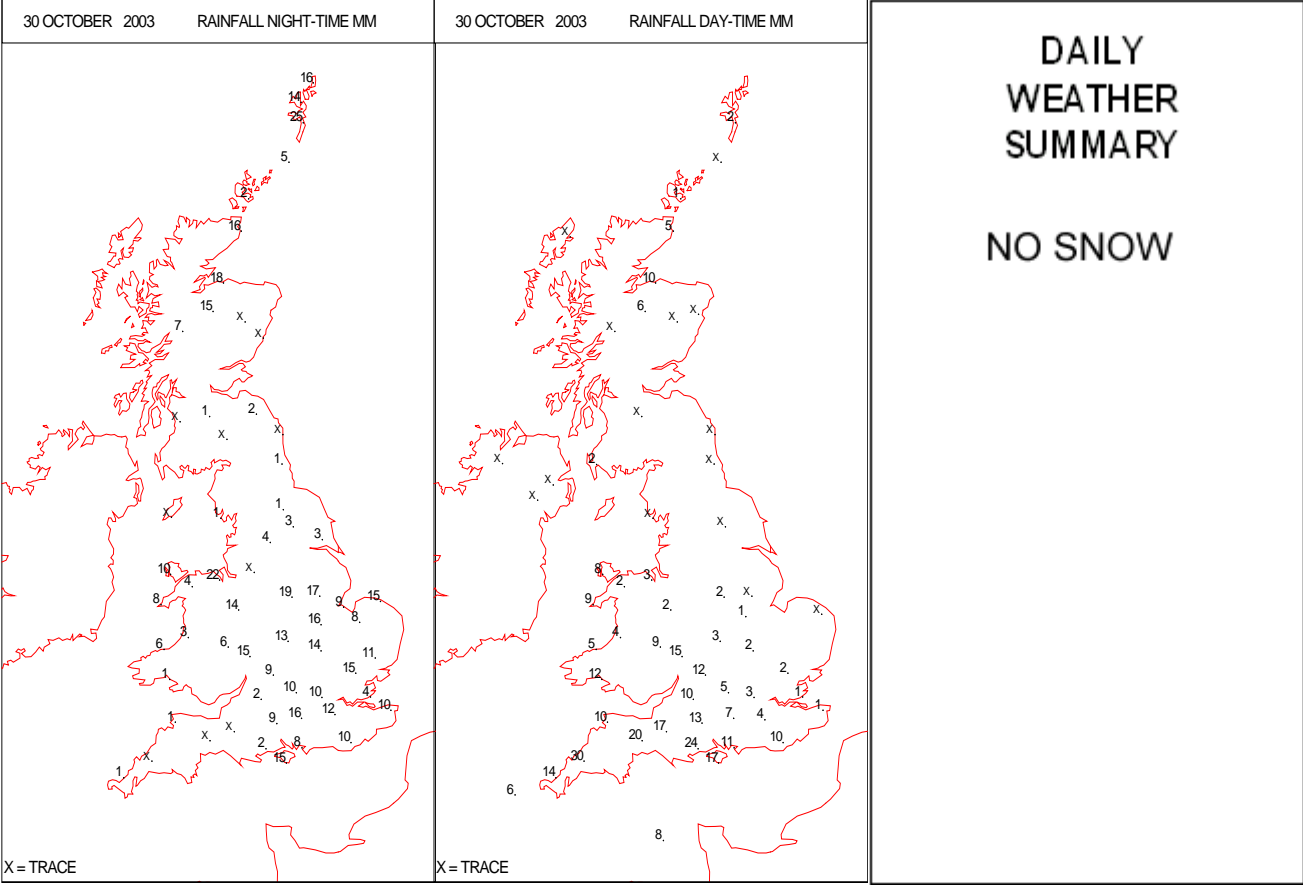 30 OCTOBER 2003 RAINFALL NIGHT-TIME MM
16
14
25
5
2
16
18
15 X
7 X
1 2
X X
X
1
1
X 1
3
4 3
10 22 X
4
19 17 15
8 14 9
16 8
3 13
6 6 14
15 11
9 15
1
10 10 4
2 10
16 12
1 9
X
X 10
2 8
X 15
1
X = TRACE
30 OCTOBER 2003 RAINFALL DAY-TIME MM
2
X
1
5
X
10
6 X
X
X
X
X
X 2 X
X
X
X
X
8 3
2
2 X
9 2
X
1
4 3
5 9 2
15
12 12 2
5
10 3 1
1
7 4
10 13
17
20 10
24 11
30 17
14
6
8
X = TRACE
DAILY
WEATHER
SUMMARY
NO SNOW